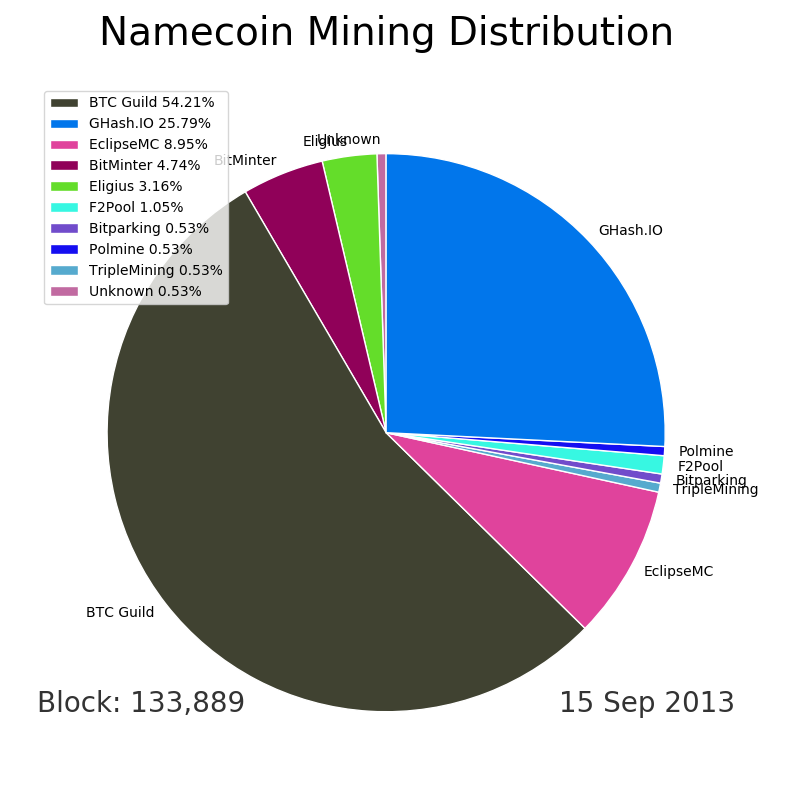 Namecoin Mining Distribution
BTC Guild 54.21%
GHash.IO 25.79%
EclipseMC 8.95%
BitMinter 4.74%
Eligius 3.16%
F2Pool 1.05%
Bitparking 0.53%
Polmine 0.53%
TripleMining 0.53%
Unknown 0.53%
Unknown
Eligius
BitMinter
GHash.IO
Polmine
F2Pool
Bitparking
TripleMining
EclipseMC
BTC Guild
Block: 133,889
15 Sep 2013